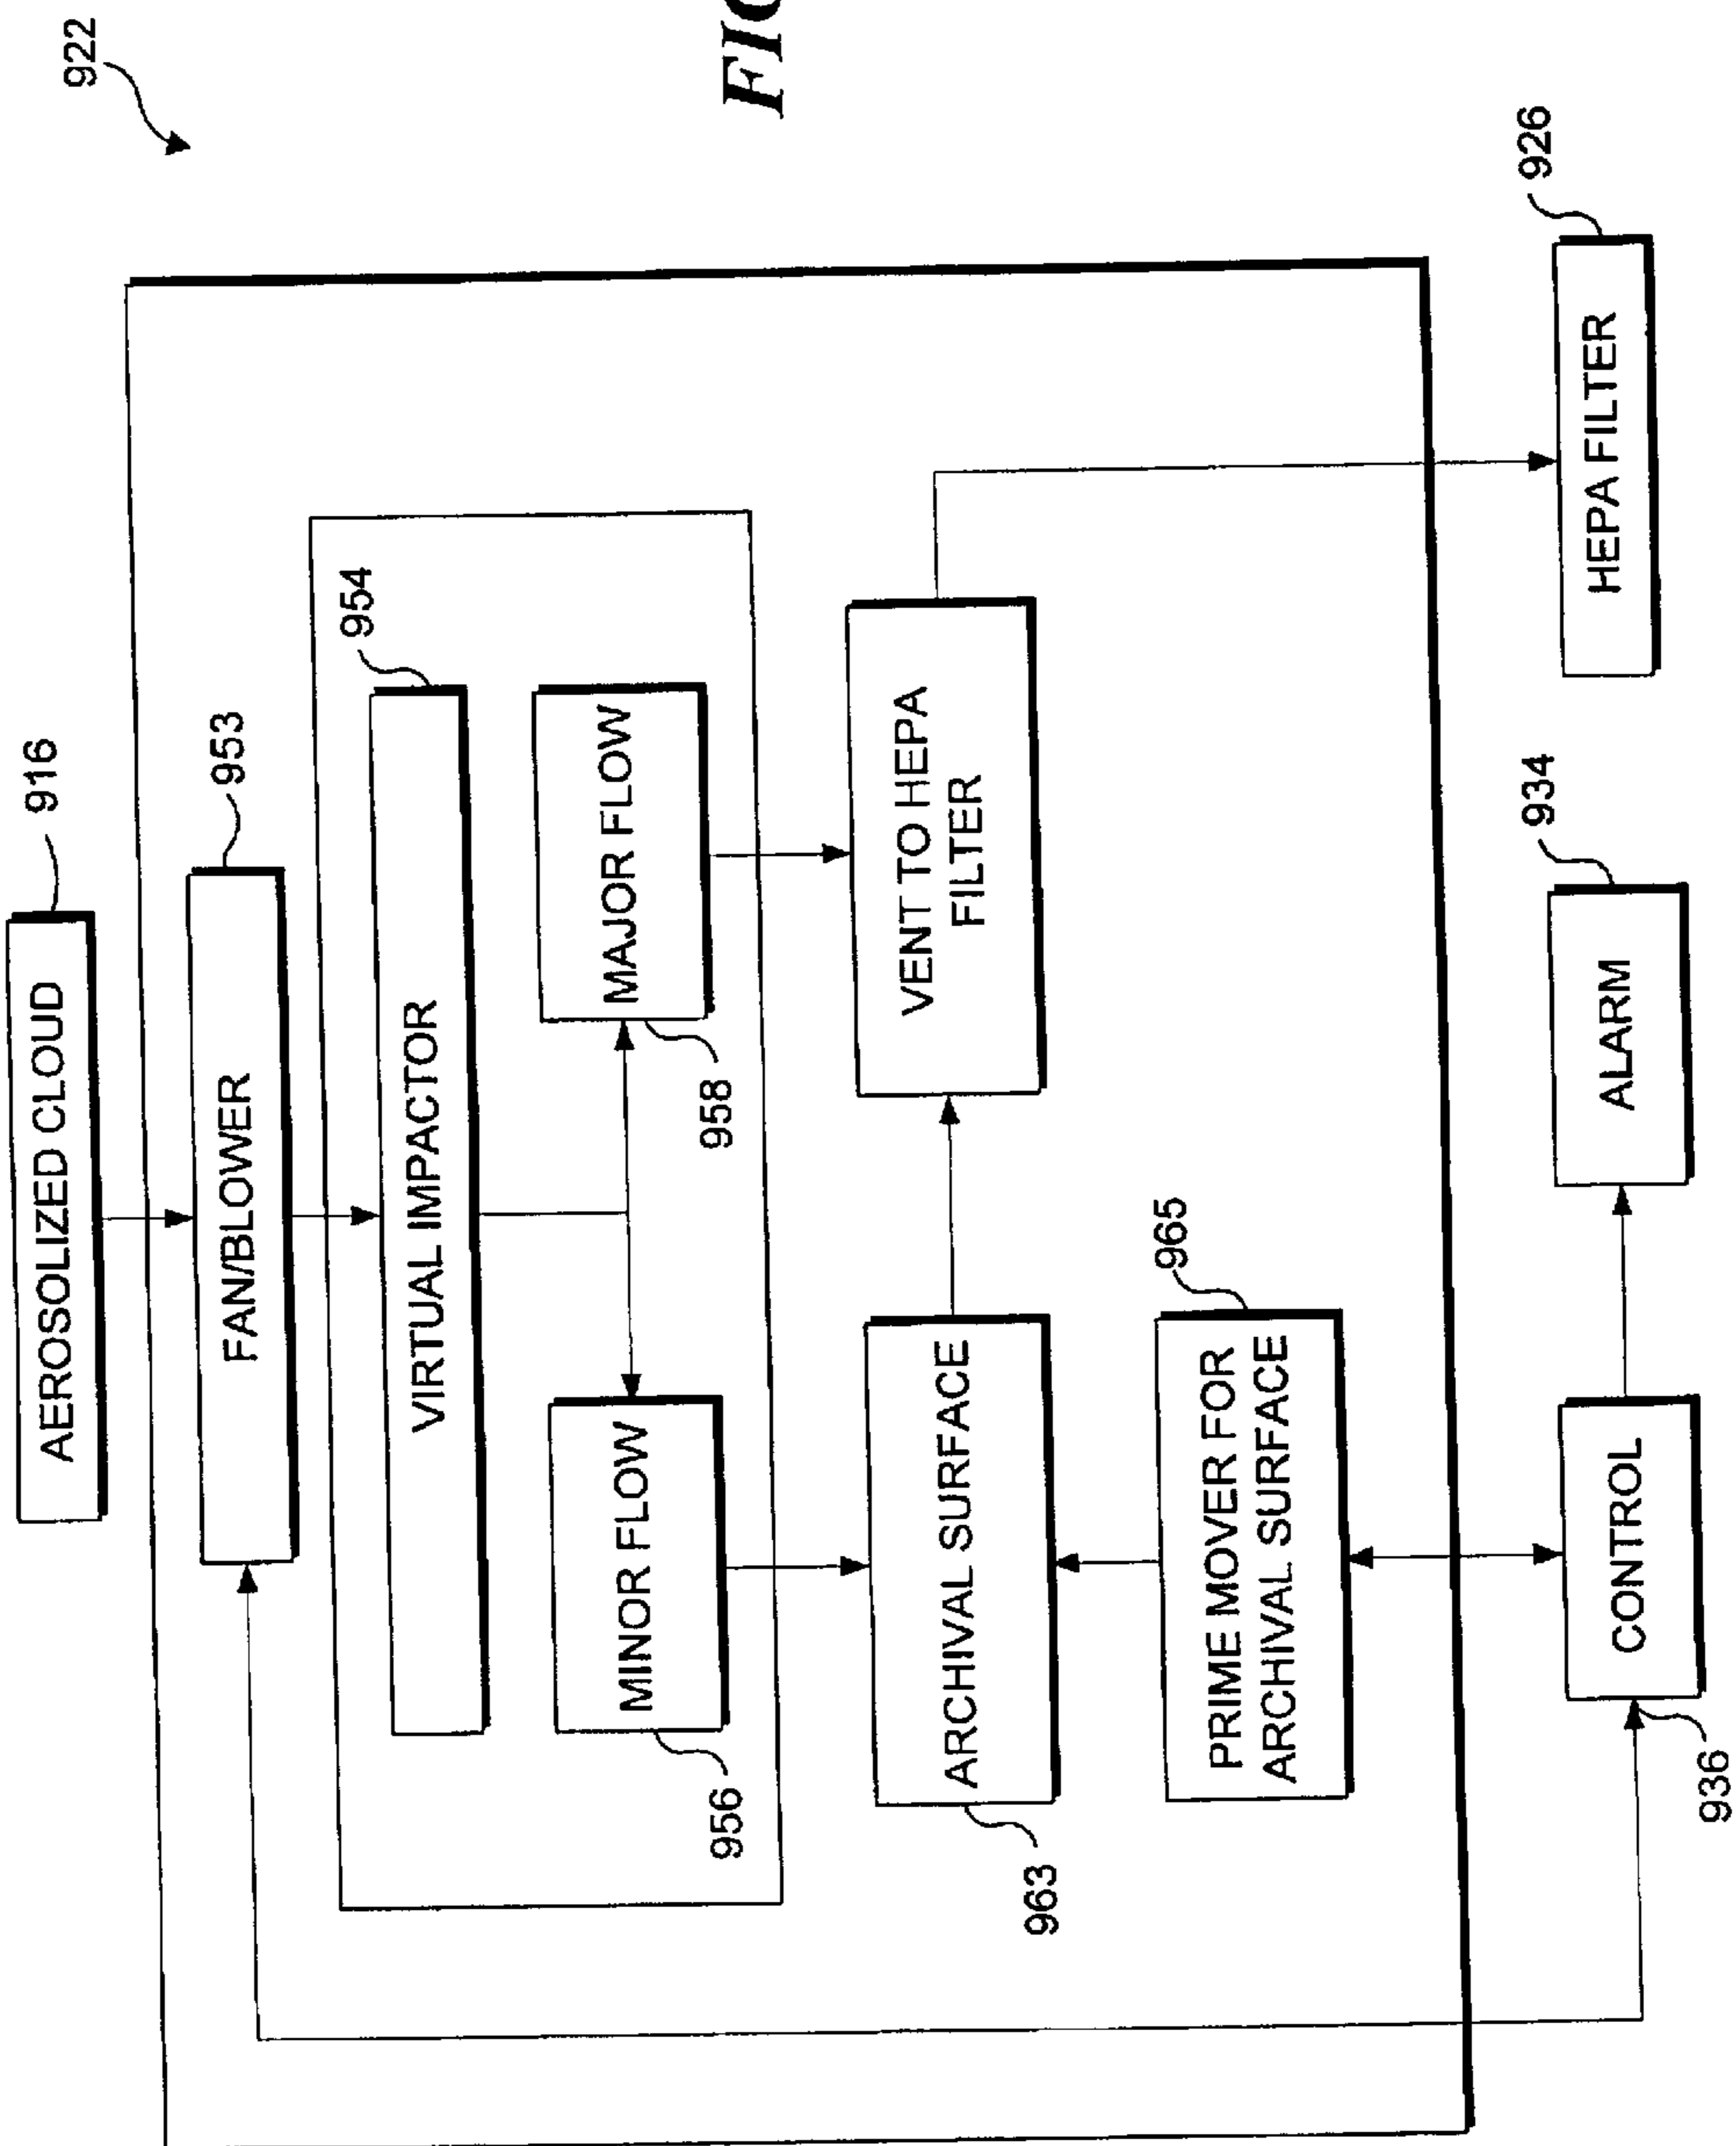 922
AEROSOLIZED CLOUD
916
FAN/BLOWER
953
VIRTUAL IMPACTOR
954
MINOR FLOW
956
MAJOR FLOW
958
ARCHIVAL SURFACE
963
VENT TO HEPA
FILTER
PRIME MOVER FOR
ARCHIVAL SURFACE
965
CONTROL
936
ALARM
934
HEPA FILTER
926